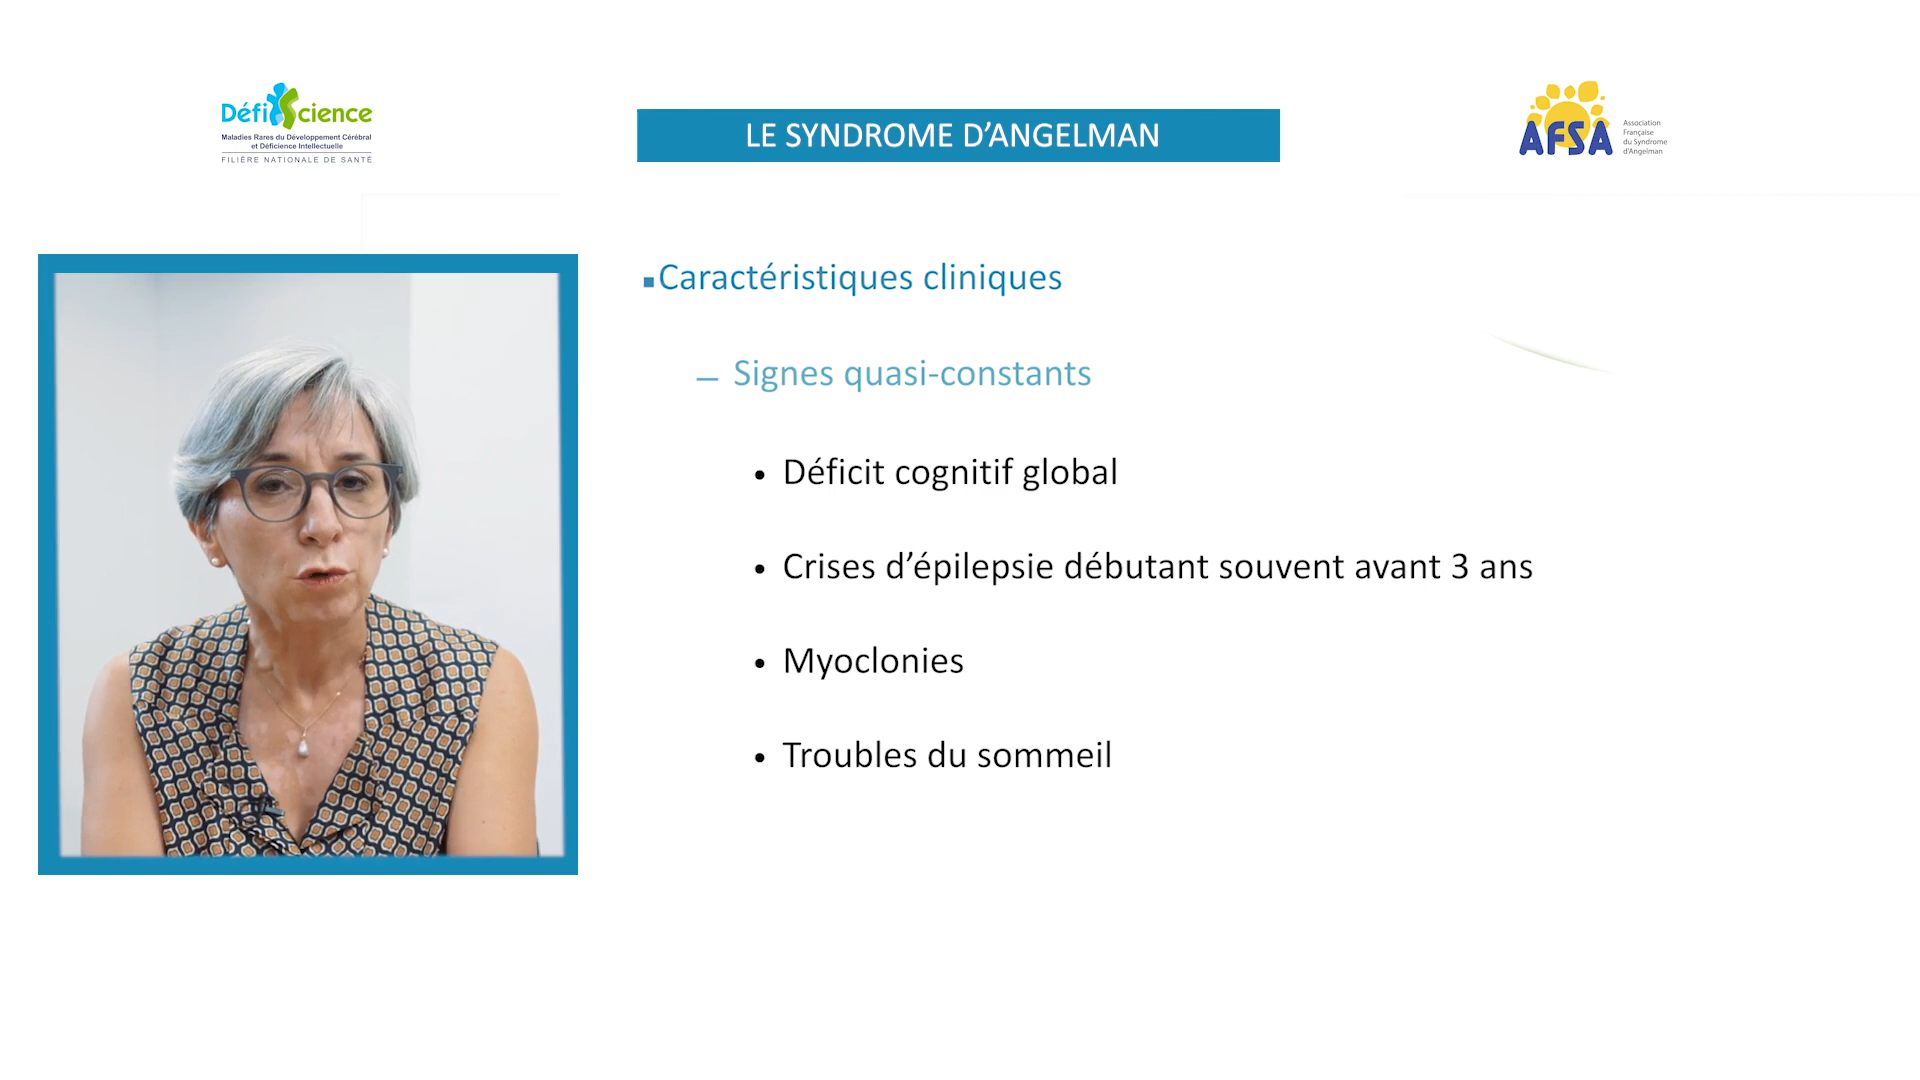 DéfiScience
Maladies Rares du Développement Cérébral
et Déficience Intellectuelle
FILIÈRE NATIONALE DE SANTÉ
LE SYNDROME D’ANGELMAN
AFSA
Association
Française
du Syndrome
d'Angelman
Caractéristiques cliniques
– Signes quasi-constants
• Déficit cognitif global
• Crises d’épilepsie débutant souvent avant 3 ans
• Myoclonies
• Troubles du sommeil